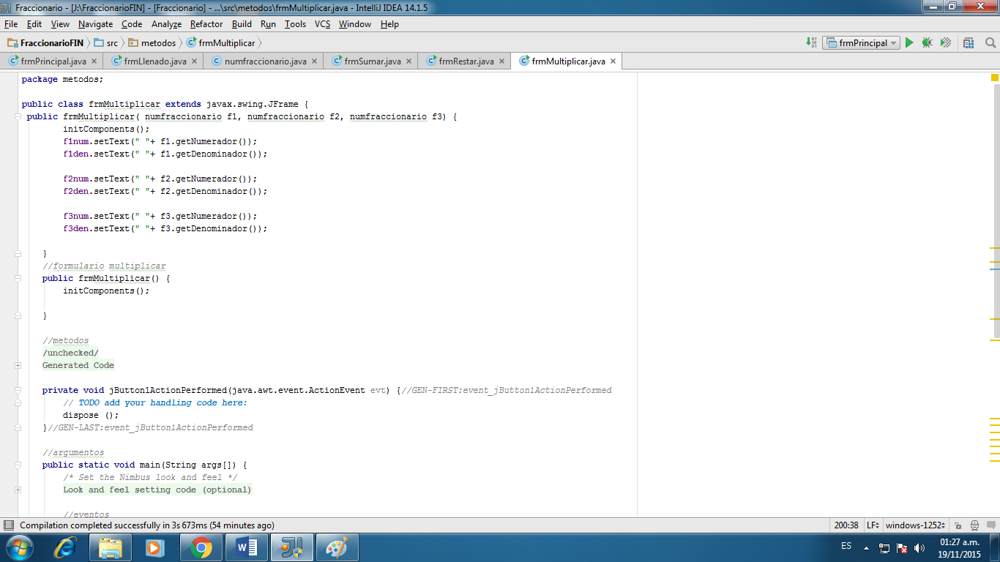 Fraccionario - [J:\FraccionarioFIN] - [Fraccionario] - ...\src\metodos\frmMultiplicar.java - IntelliJ IDEA 14.1.5
File Edit View Navigate Code Analyze Refactor Build Run Tools VCS Window Help
FraccionarioFIN src metodos frmMultiplicar frmPrincipal
frmPrincipal.java frmLlenado.java numfraccionario.java frmSumar.java frmRestar.java frmMultiplicar.java
package metodos;
public class frmMultiplicar extends javax.swing.JFrame {
public frmMultiplicar( numfraccionario f1, numfraccionario f2, numfraccionario f3) {
initComponents();
f1num.setText(" "+ f1.getNumerador());
f1den.setText(" "+ f1.getDenominador());
f2num.setText(" "+ f2.getNumerador());
f2den.setText(" "+ f2.getDenominador());
f3num.setText(" "+ f3.getNumerador());
f3den.setText(" "+ f3.getDenominador());
}
//formulario multiplicar
public frmMultiplicar() {
initComponents();
}
//metodos
/unchecked/
Generated Code
private void jButton1ActionPerformed(java.awt.event.ActionEvent evt) {//GEN-FIRST:event_jButton1ActionPerformed
// TODO add your handling code here:
dispose ();
}//GEN-LAST:event_jButton1ActionPerformed
//argumentos
public static void main(String args[]) {
/* Set the Nimbus look and feel */
Look and feel setting code (optional)
//eventos
Compilation completed successfully in 3s 673ms (54 minutes ago) 200:38 LF windows-1252
ES 01:27 a.m.
19/11/2015